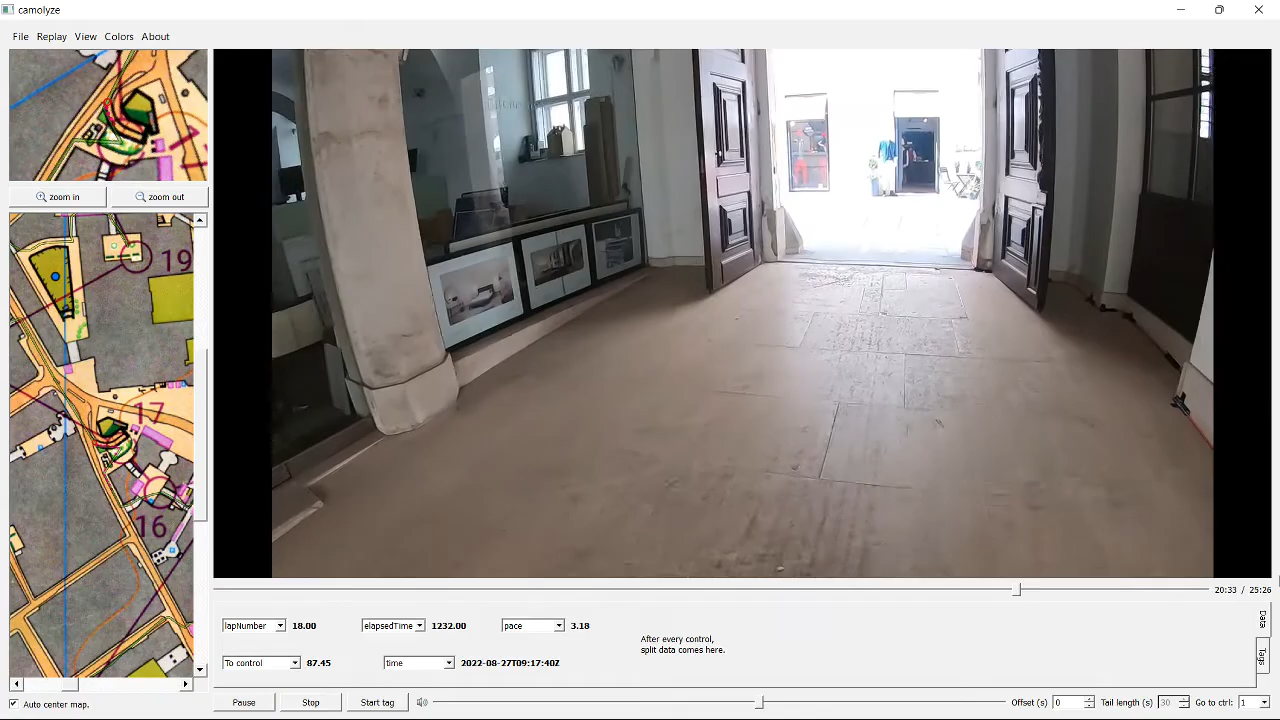 camolyze
File Replay View Colors About
zoom in zoom out
19
17
16
20:33 / 25:26
lapNumber 18.00 elapsedTime 1232.00 pace 3.18
After every control,
split data comes here.
To control 87.45 time 2022-08-27T09:17:40Z
Data
Tags
Auto center map.
Pause Stop Start tag Offset (s) 0 Tail length (s) 30 Go to ctrl: 1